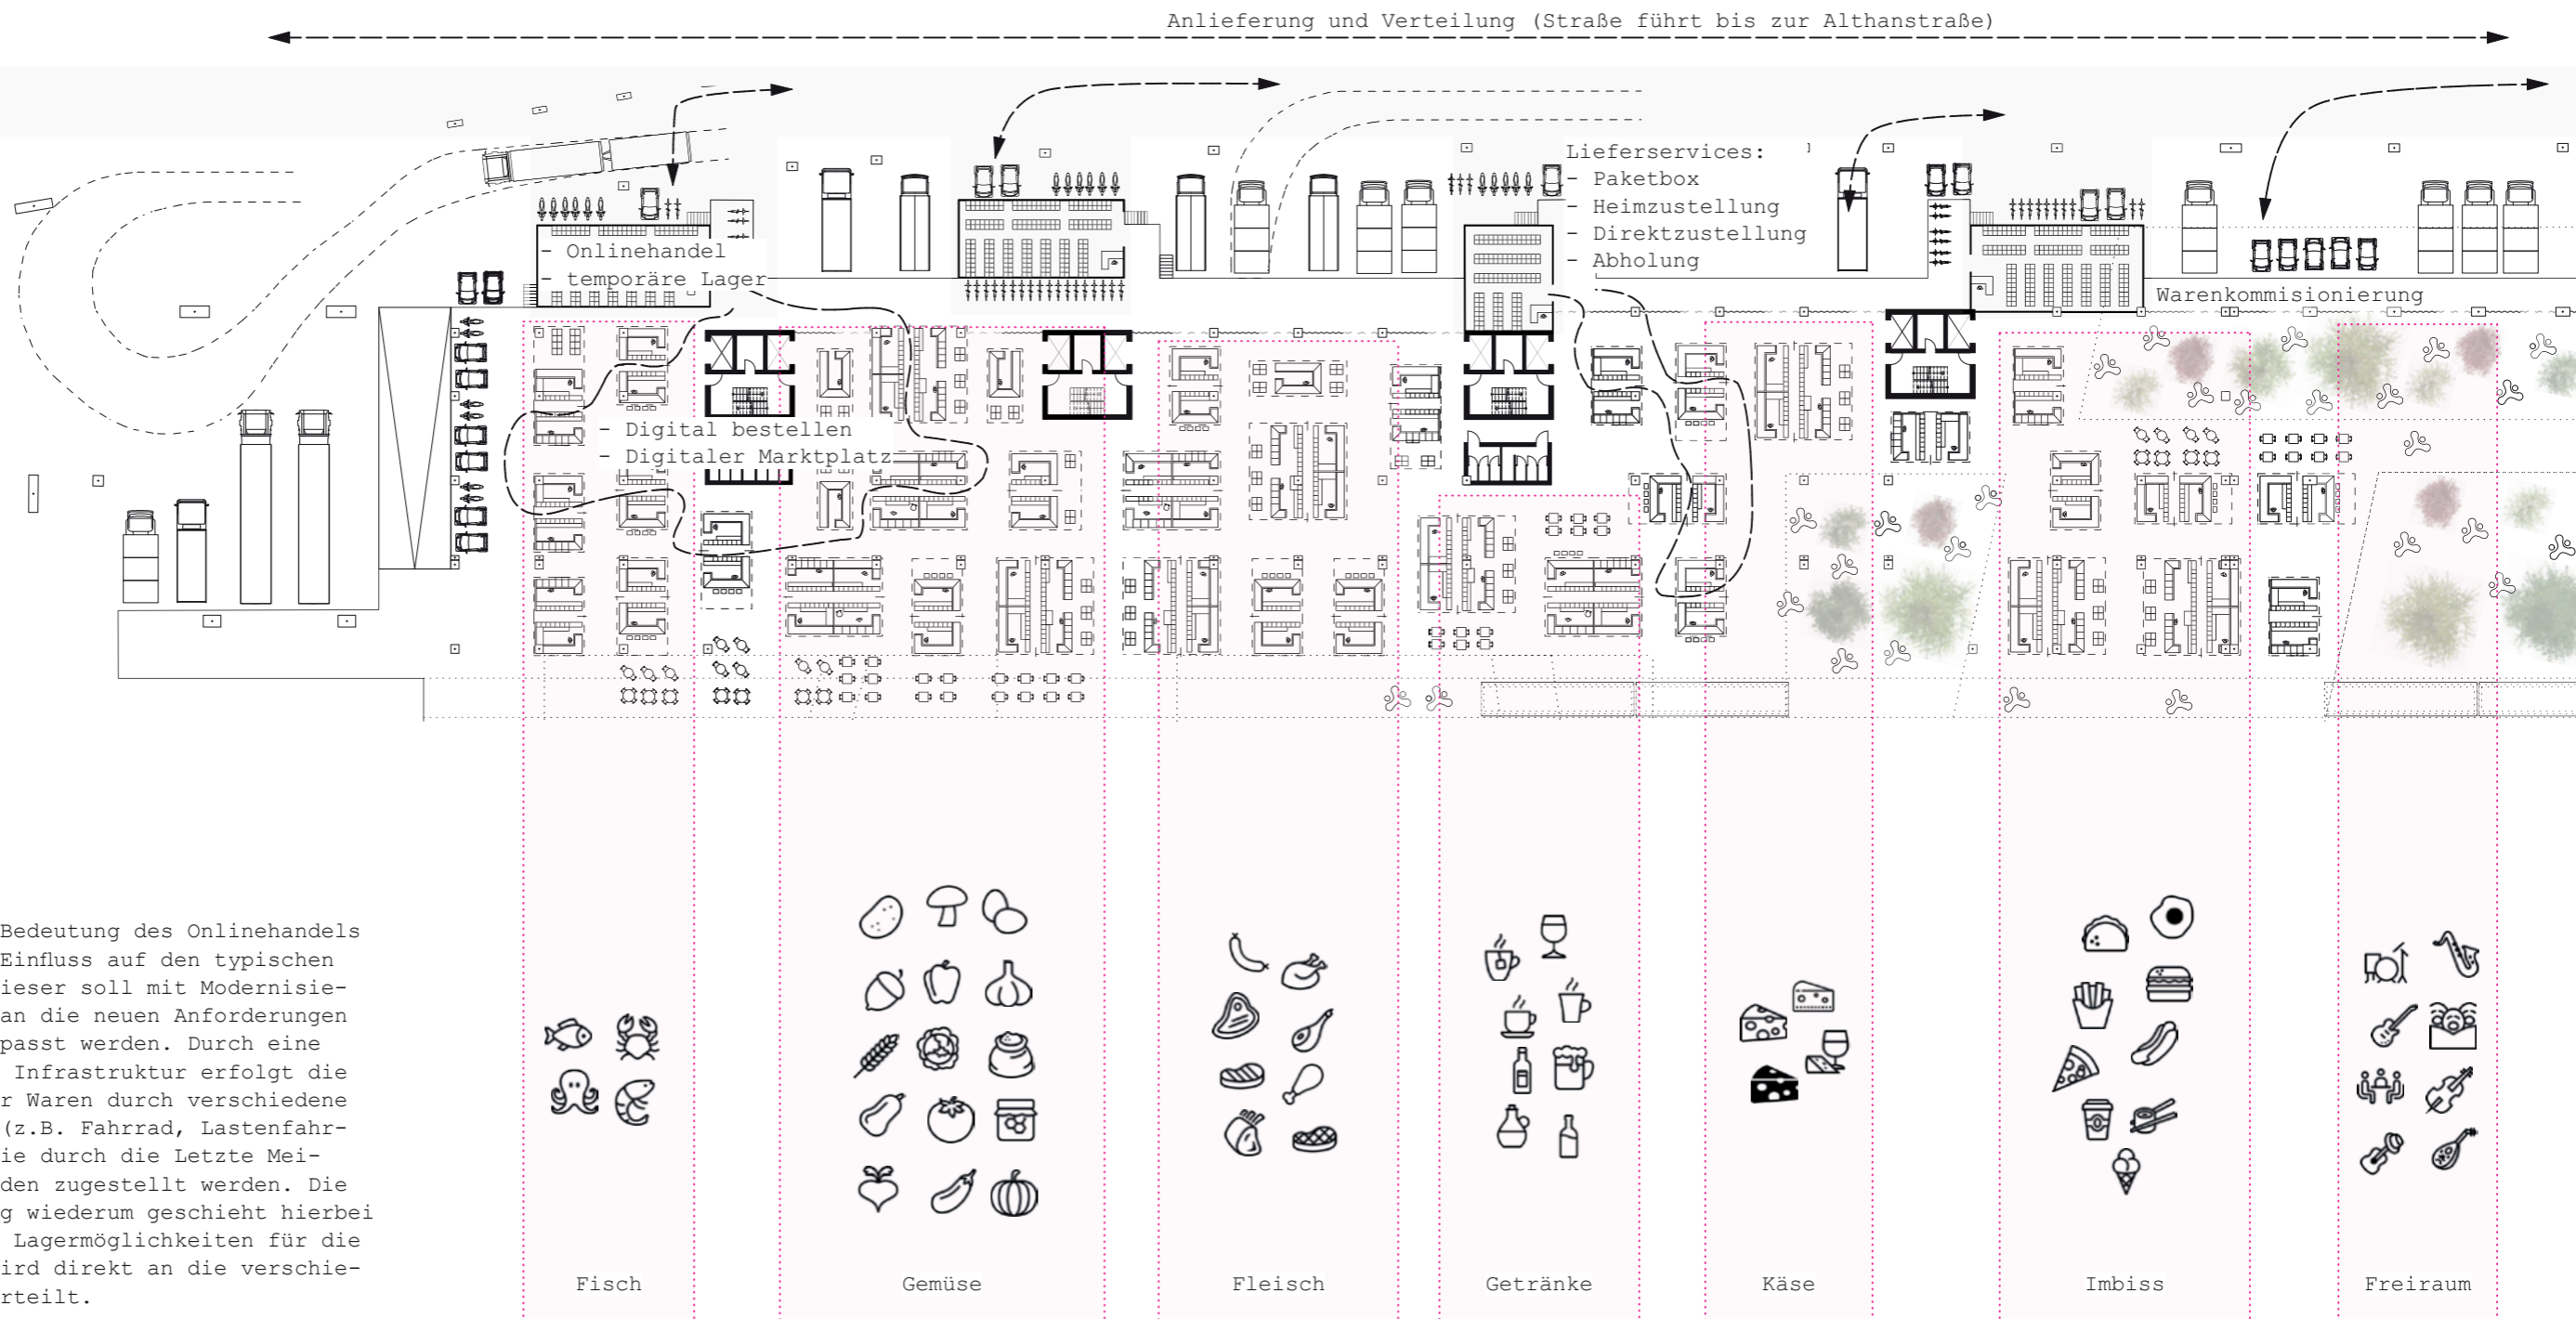 Anlieferung und Verteilung (Straße führt bis zur Althanstraße)
Lieferservices:
- Paketbox
- Heimzustellung
- Direktzustellung
- Abholung
- Onlinehandel
- temporäre Lager
Warenkommisionierung
- Digital bestellen
- Digitaler Marktplatz
Bedeutung des Onlinehandels
Einfluss auf den typischen
ieser soll mit Modernisie-
an die neuen Anforderungen
passt werden. Durch eine
Infrastruktur erfolgt die
r Waren durch verschiedene
(z.B. Fahrrad, Lastenfahr-
ie durch die Letzte Mei-
den zugestellt werden. Die
g wiederum geschieht hierbei
Lagermöglichkeiten für die
ird direkt an die verschie-
rteilt.
Fisch
Gemüse
Fleisch
Getränke
Käse
Imbiss
Freiraum